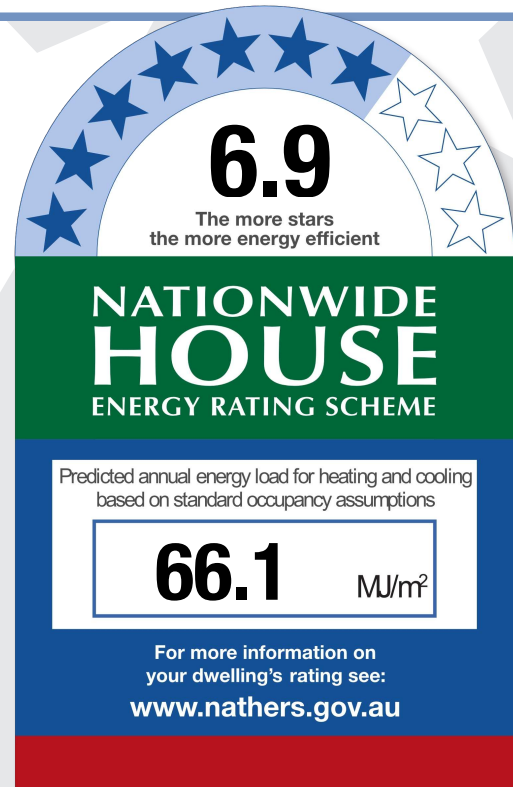 6.9
The more stars
the more energy efficient
NATIONWIDE
HOUSE
ENERGY RATING SCHEME
Predicted annual energy load for heating and cooling
based on standard occupancy assumptions
66.1 MJ/m²
For more information on
your dwelling's rating see:
www.nathers.gov.au